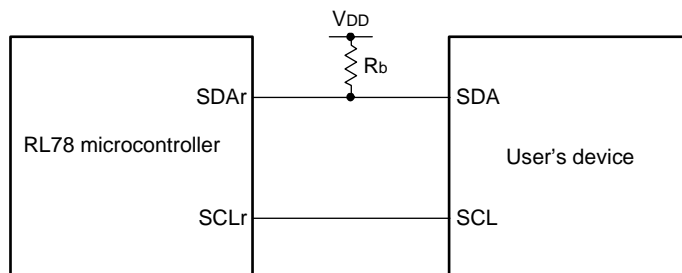 VDD
Rb
SDAr
SDA
RL78 microcontroller
User's device
SCLr
SCL